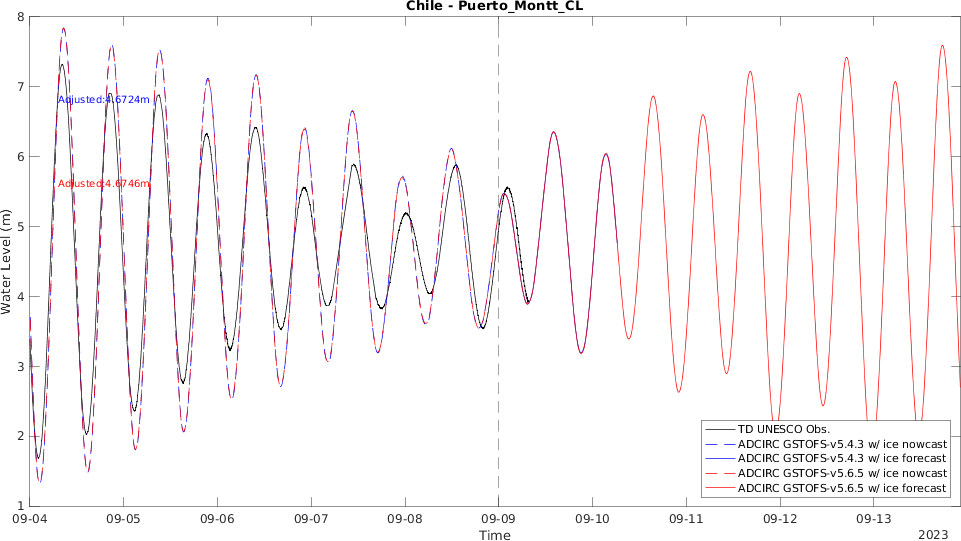 Chile - Puerto_Montt_CL
8
7
6
5
4
3
2
1
Water Level (m)
Adjusted:4.6724m
Adjusted:4.6746m
TD UNESCO Obs.
ADCIRC GSTOFS-v5.4.3 w/ ice nowcast
ADCIRC GSTOFS-v5.4.3 w/ ice forecast
ADCIRC GSTOFS-v5.6.5 w/ ice nowcast
ADCIRC GSTOFS-v5.6.5 w/ ice forecast
09-04 09-05 09-06 09-07 09-08 09-09 09-10 09-11 09-12 09-13
Time
2023